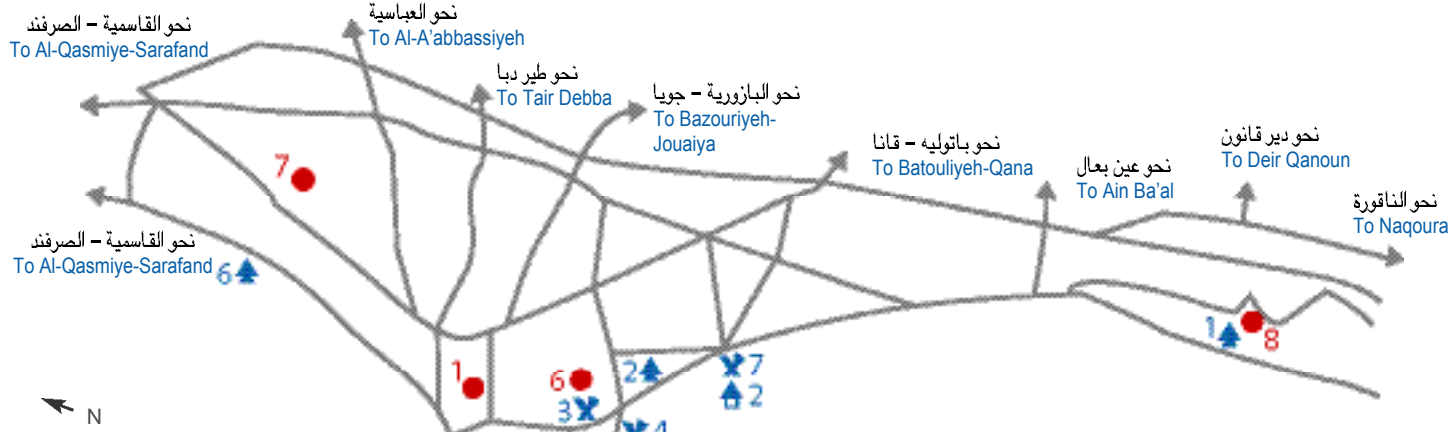 نحو القاسمية – الصرفند
To Al-Qasmiye-Sarafand
نحو العباسية
To Al-A'abbassiyeh
نحو طير دبا
To Tair Debba
نحو البازورية – جويا
To Bazouriyeh-
Jouaiya
نحو باتوليه – قانا
To Batouliyeh-Qana
نحو عين بعال
To Ain Ba'al
نحو دير قانون
To Deir Qanoun
نحو الناقورة
To Naqoura
7
نحو القاسمية – الصرفند
To Al-Qasmiye-Sarafand
6
1
8
1
6
3
2
7
2
4
N